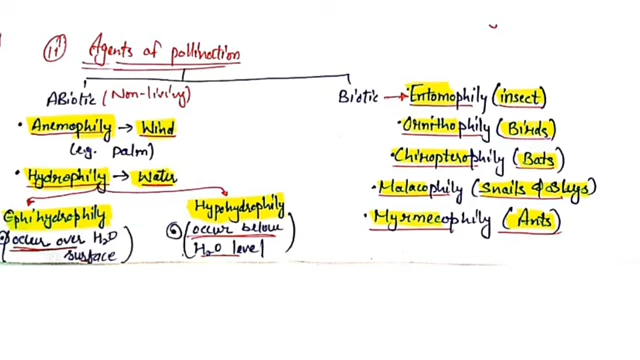 11) Agents of pollination
ABiotic (Non-living)
• Anemophily → Wind
(eg. palm)
• Hydrophily → Water
Ephihydrophily
(occur over H2O
surface)
Hypohydrophily
(occur below
H2O level)
Biotic → Entomophily (insect)
• Ornithophily (Birds)
• Chiropterophily (Bats)
• Malacophily (Snails & Slugs)
• Myrmecophily (Ants)